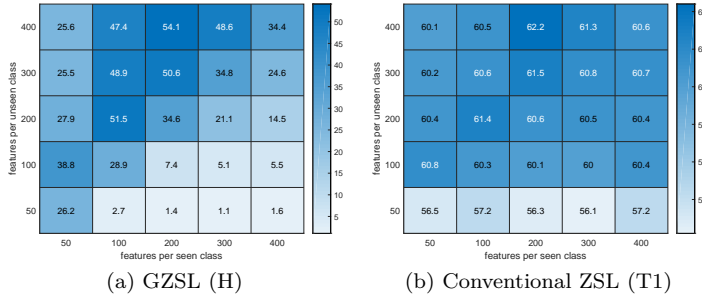 400 25.6 47.4 54.1 48.6 34.4
300 25.5 48.9 50.6 34.8 24.6
200 27.9 51.5 34.6 21.1 14.5
100 38.8 28.9 7.4 5.1 5.5
50 26.2 2.7 1.4 1.1 1.6
50 100 200 300 400
features per seen class
features per unseen class
50
45
40
35
30
25
20
15
10
5
(a) GZSL (H)
400 60.1 60.5 62.2 61.3 60.6
300 60.2 60.6 61.5 60.8 60.7
200 60.4 61.4 60.6 60.5 60.4
100 60.8 60.3 60.1 60 60.4
50 56.5 57.2 56.3 56.1 57.2
50 100 200 300 400
features per seen class
features per unseen class
(b) Conventional ZSL (T1)